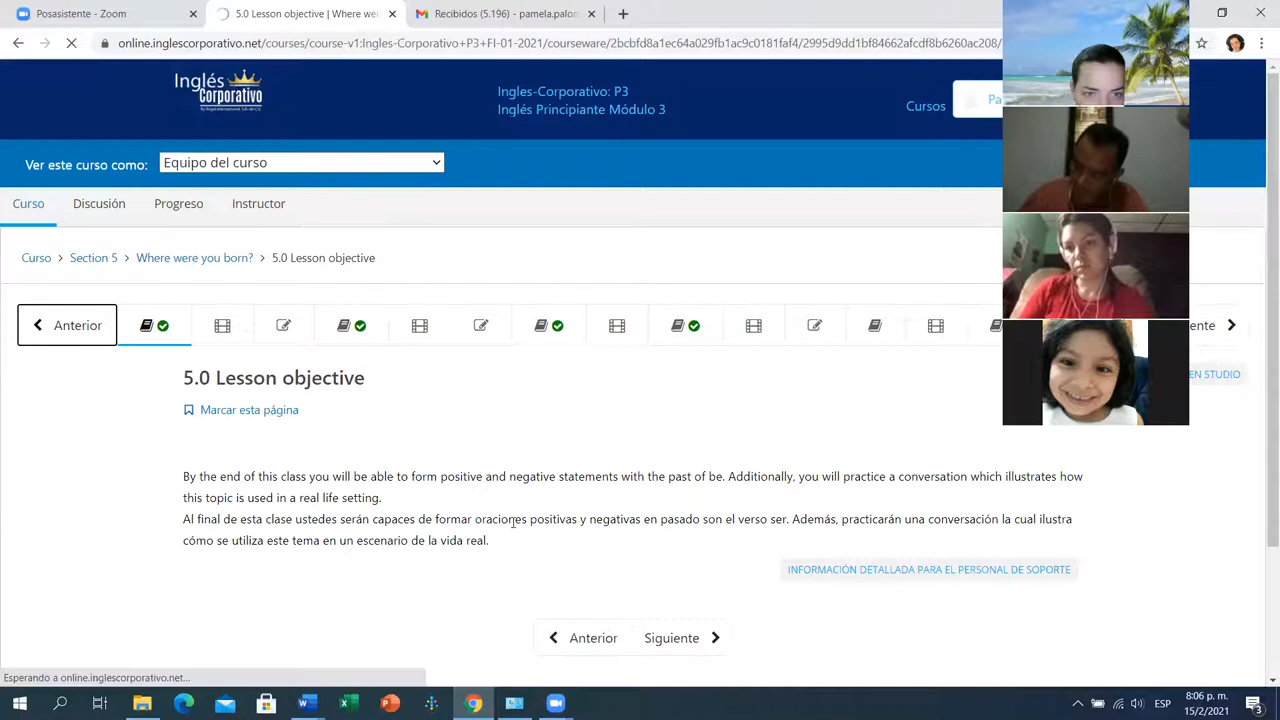 Posasistente - Zoom
5.0 Lesson objective | Where wer
Recibidos (5.196) - pamela.palom
online.inglescorporativo.net/courses/course-v1:Ingles-Corporativo+P3+FI-01-2021/courseware/2bcbfd8a1ec64a029fb1ac9c0181faf4/2995d9dd1bf84662afcdf8b6260ac208/
Inglés
Corporativo
Ingles-Corporativo: P3
Inglés Principiante Módulo 3
Cursos
Pa
Ver este curso como:
Equipo del curso
Curso
Discusión
Progreso
Instructor
Curso > Section 5 > Where were you born? > 5.0 Lesson objective
Anterior
ente
5.0 Lesson objective
EN STUDIO
Marcar esta página
By the end of this class you will be able to form positive and negative statements with the past of be. Additionally, you will practice a conversation which illustrates how
this topic is used in a real life setting.
Al final de esta clase ustedes serán capaces de formar oraciones positivas y negativas en pasado son el verso ser. Además, practicarán una conversación la cual ilustra
cómo se utiliza este tema en un escenario de la vida real.
INFORMACIÓN DETALLADA PARA EL PERSONAL DE SOPORTE
Anterior
Siguiente
Esperando a online.inglescorporativo.net...
ESP
8:06 p. m.
15/2/2021
3